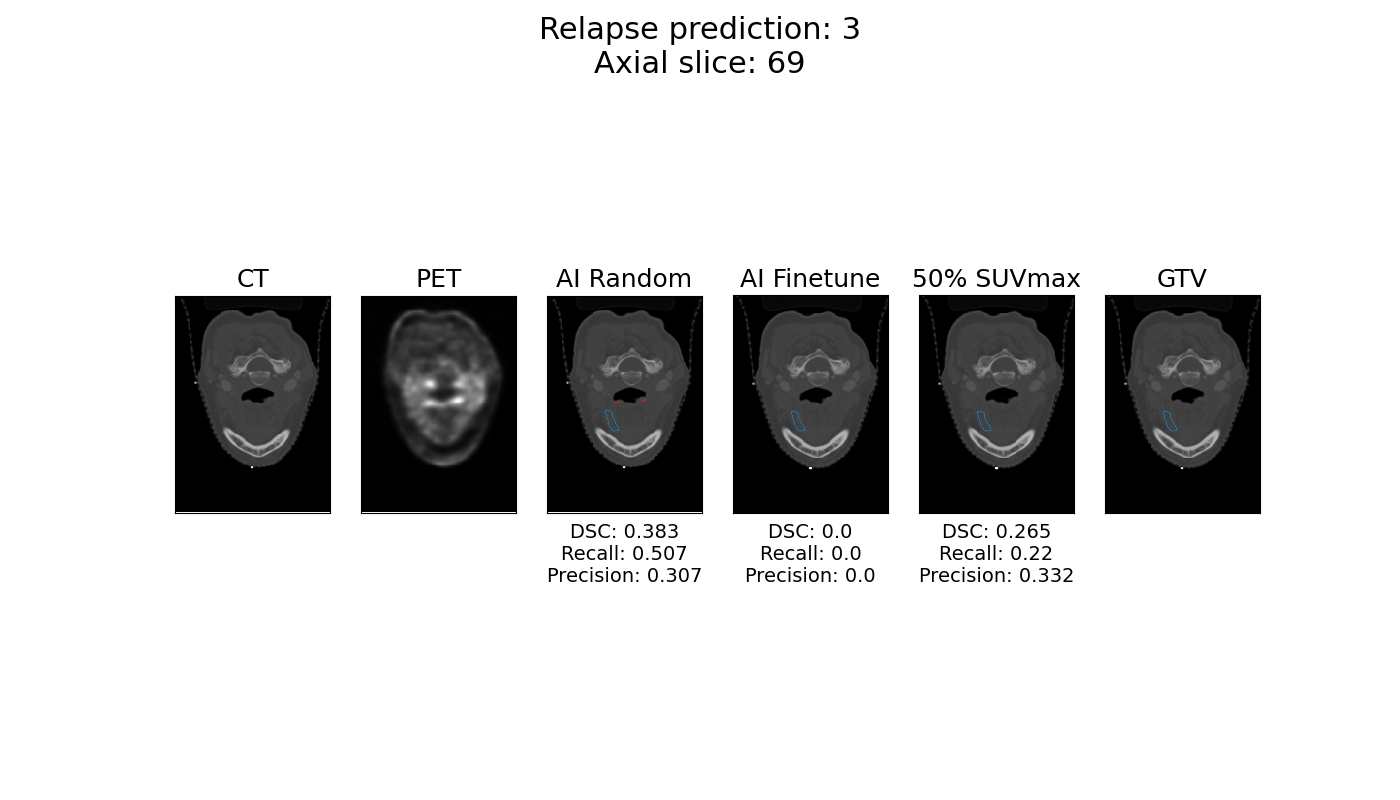 Relapse prediction: 3
Axial slice: 69
CT
PET
AI Random
AI Finetune
50% SUVmax
GTV
DSC: 0.383
Recall: 0.507
Precision: 0.307
DSC: 0.0
Recall: 0.0
Precision: 0.0
DSC: 0.265
Recall: 0.22
Precision: 0.332